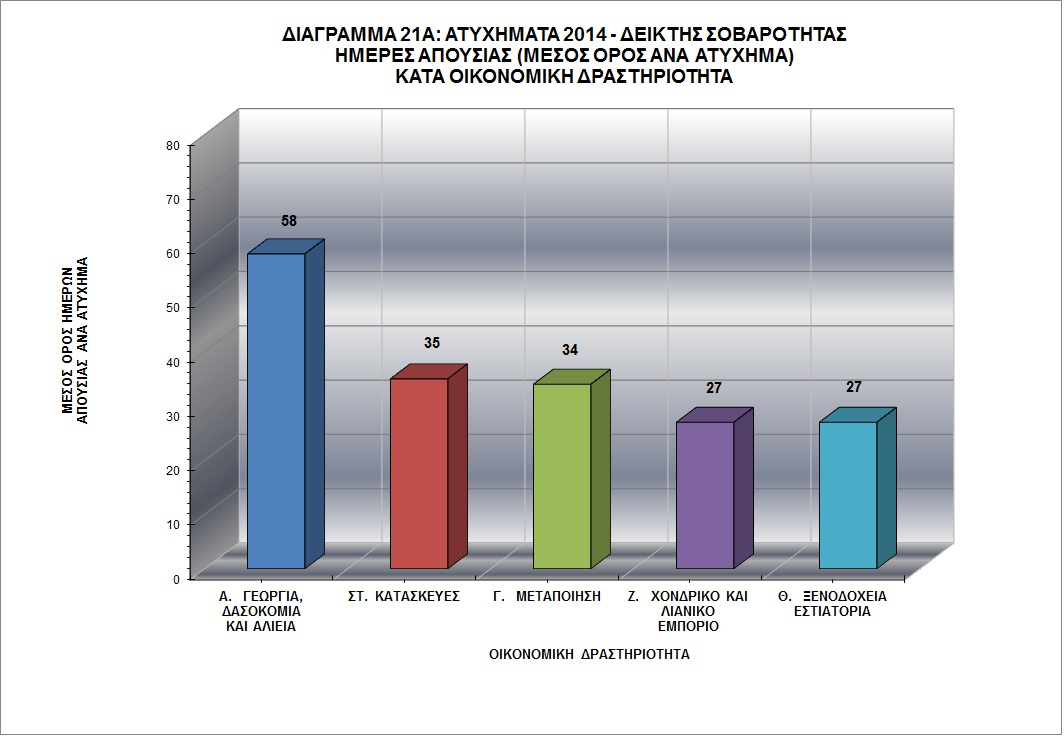 ΔΙΑΓΡΑΜΜΑ 21Α: ΑΤΥΧΗΜΑΤΑ 2014 - ΔΕΙΚΤΗΣ ΣΟΒΑΡΟΤΗΤΑΣ
ΗΜΕΡΕΣ ΑΠΟΥΣΙΑΣ (ΜΕΣΟΣ ΟΡΟΣ ΑΝΑ ΑΤΥΧΗΜΑ)
ΚΑΤΑ ΟΙΚΟΝΟΜΙΚΗ ΔΡΑΣΤΗΡΙΟΤΗΤΑ
ΜΕΣΟΣ ΟΡΟΣ ΗΜΕΡΩΝ
ΑΠΟΥΣΙΑΣ ΑΝΑ ΑΤΥΧΗΜΑ
80
70
60
50
40
30
20
10
0
58
35
34
27
27
Α. ΓΕΩΡΓΙΑ,
ΔΑΣΟΚΟΜΙΑ
ΚΑΙ ΑΛΙΕΙΑ
ΣΤ. ΚΑΤΑΣΚΕΥΕΣ
Γ. ΜΕΤΑΠΟΙΗΣΗ
Ζ. ΧΟΝΔΡΙΚΟ ΚΑΙ
ΛΙΑΝΙΚΟ
ΕΜΠΟΡΙΟ
Θ. ΞΕΝΟΔΟΧΕΙΑ
ΕΣΤΙΑΤΟΡΙΑ
ΟΙΚΟΝΟΜΙΚΗ ΔΡΑΣΤΗΡΙΟΤΗΤΑ